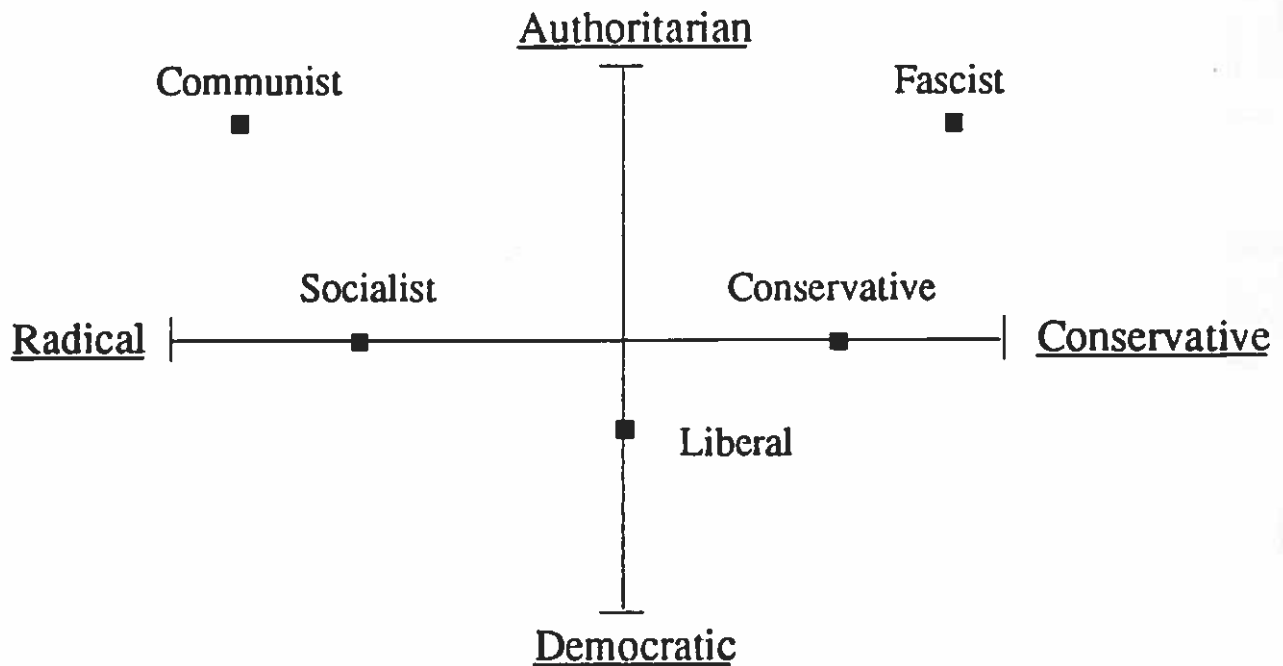 Authoritarian
Communist
Fascist
Socialist
Conservative
Radical
Conservative
Liberal
Democratic